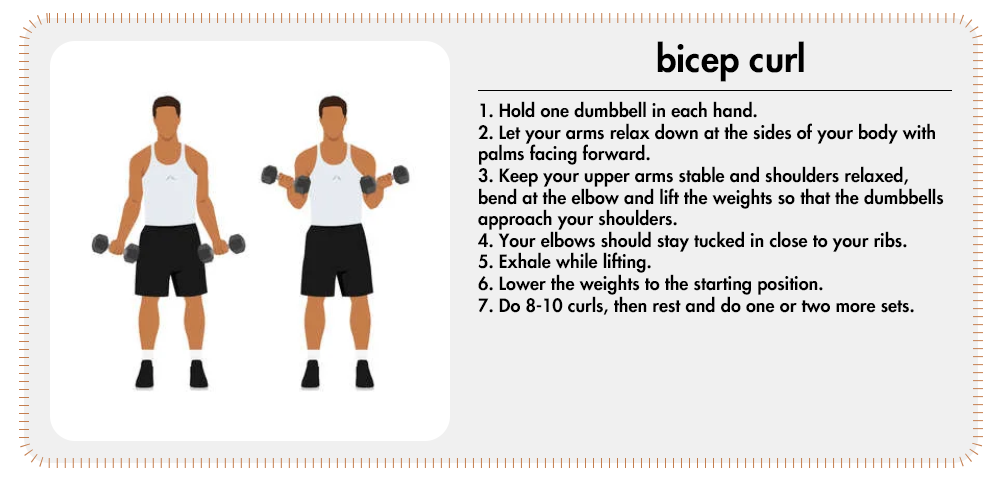 bicep curl
1. Hold one dumbbell in each hand.
2. Let your arms relax down at the sides of your body with
palms facing forward.
3. Keep your upper arms stable and shoulders relaxed,
bend at the elbow and lift the weights so that the dumbbells
approach your shoulders.
4. Your elbows should stay tucked in close to your ribs.
5. Exhale while lifting.
6. Lower the weights to the starting position.
7. Do 8-10 curls, then rest and do one or two more sets.